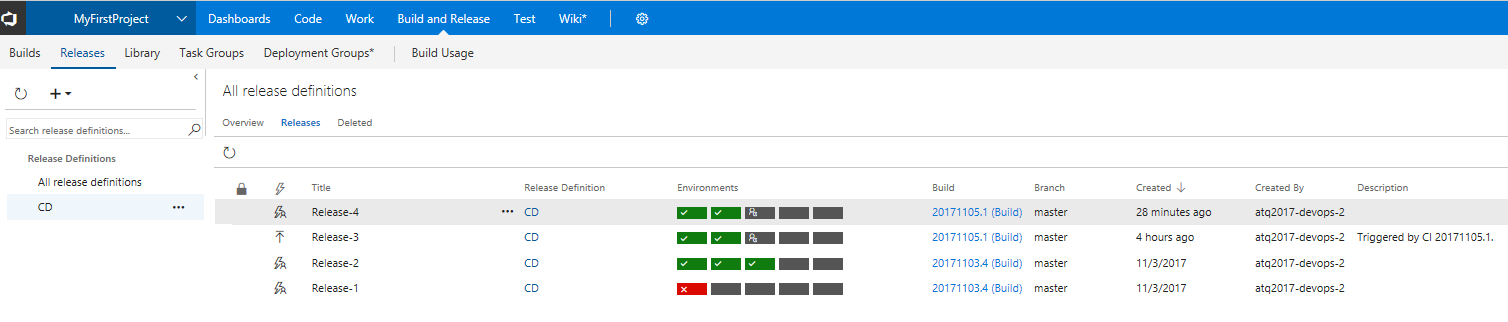 MyFirstProject Dashboards Code Work Build and Release Test Wiki*
Builds Releases Library Task Groups Deployment Groups* Build Usage
All release definitions
Search release definitions...
Overview Releases Deleted
Release Definitions
All release definitions
CD ...
Title Release Definition Environments Build Branch Created Created By Description
Release-4 ... CD 20171105.1 (Build) master 28 minutes ago atq2017-devops-2
Release-3 CD 20171105.1 (Build) master 4 hours ago atq2017-devops-2 Triggered by CI 20171105.1.
Release-2 CD 20171103.4 (Build) master 11/3/2017 atq2017-devops-2
Release-1 CD 20171103.4 (Build) master 11/3/2017 atq2017-devops-2